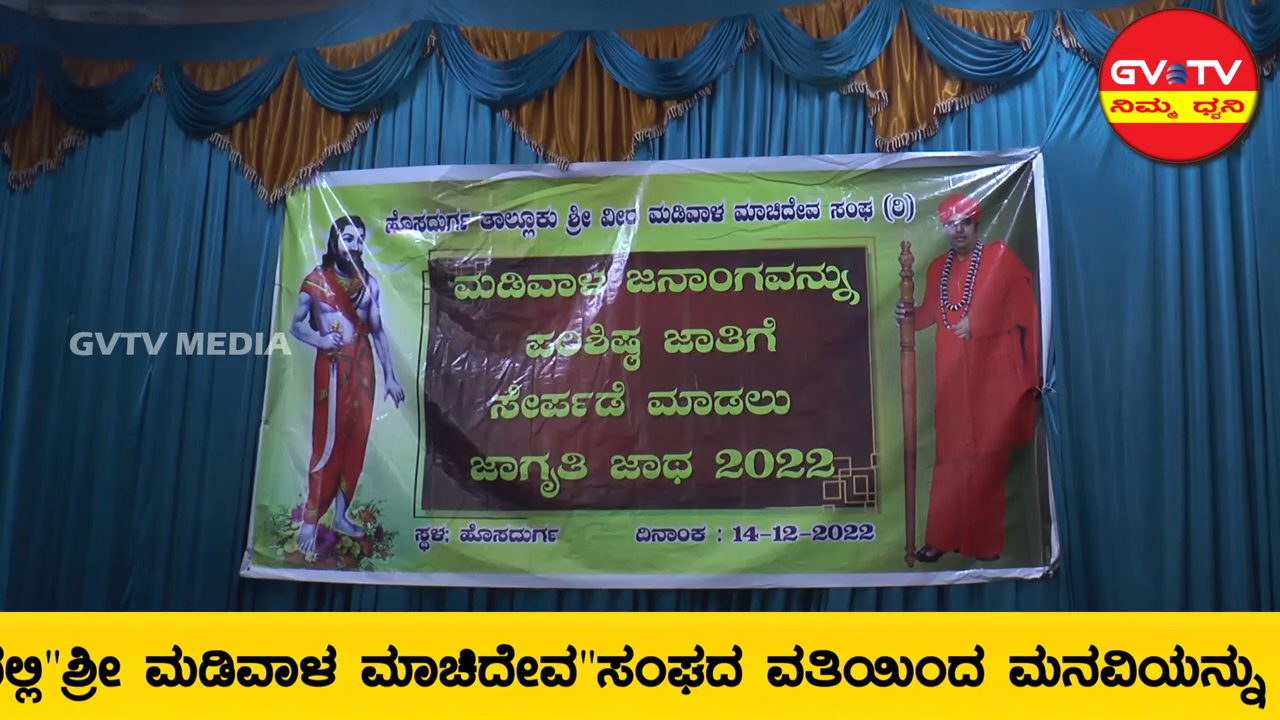 GVTV
ನಿಮ್ಮ ಧ್ವನಿ
ಹೊಸದುರ್ಗ ತಾಲ್ಲೂಕು ಶ್ರೀ ವೀರ ಮಡಿವಾಳ ಮಾಚಿದೇವ ಸಂಘ (ರಿ)
ಮಡಿವಾಳ ಜನಾಂಗವನ್ನು
ಪರಿಶಿಷ್ಠ ಜಾತಿಗೆ
ಸೇರ್ಪಡೆ ಮಾಡಲು
ಜಾಗೃತಿ ಜಾಥ 2022
ಸ್ಥಳ: ಹೊಸದುರ್ಗ ದಿನಾಂಕ : 14-12-2022
GVTV MEDIA
ಲ್ಲಿ"ಶ್ರೀ ಮಡಿವಾಳ ಮಾಚಿದೇವ"ಸಂಘದ ವತಿಯಿಂದ ಮನವಿಯನ್ನು